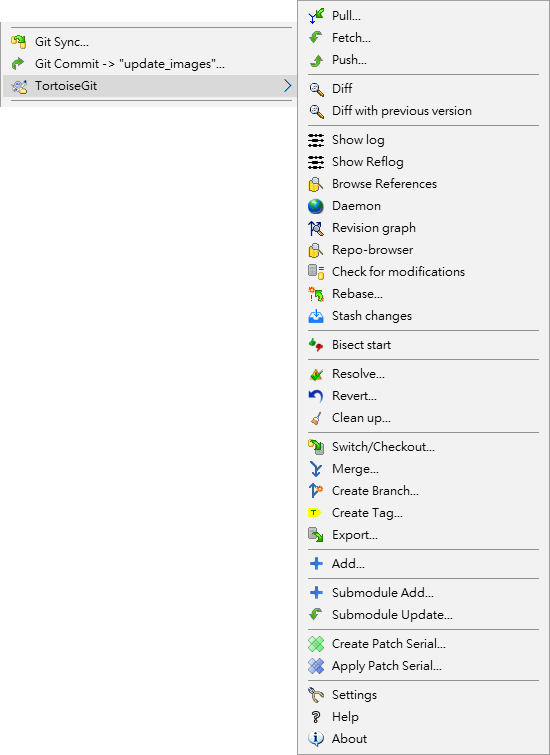 Git Sync...
Git Commit -> "update_images"...
TortoiseGit
Pull...
Fetch...
Push...
Diff
Diff with previous version
Show log
Show Reflog
Browse References
Daemon
Revision graph
Repo-browser
Check for modifications
Rebase...
Stash changes
Bisect start
Resolve...
Revert...
Clean up...
Switch/Checkout...
Merge...
Create Branch...
Create Tag...
Export...
Add...
Submodule Add...
Submodule Update...
Create Patch Serial...
Apply Patch Serial...
Settings
Help
About